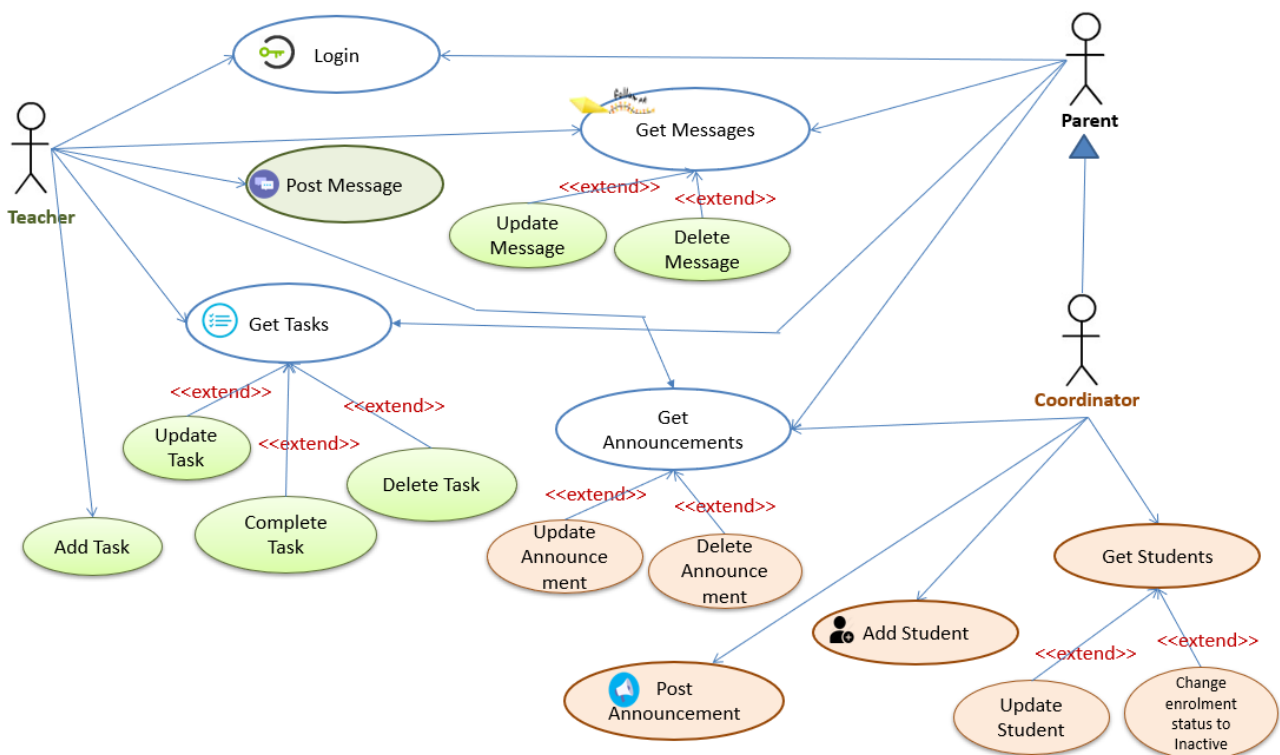 Login
Get Messages
Parent
Post Message
Teacher
<<extend>>
<<extend>>
Update
Message
Delete
Message
Get Tasks
Coordinator
<<extend>>
<<extend>>
<<extend>>
Update
Task
Get
Announcements
Delete Task
Complete
Task
Add Task
<<extend>>
<<extend>>
Update
Announce
ment
Delete
Announce
ment
Get Students
Add Student
<<extend>>
<<extend>>
Post
Announcement
Update
Student
Change
enrolment
status to
Inactive